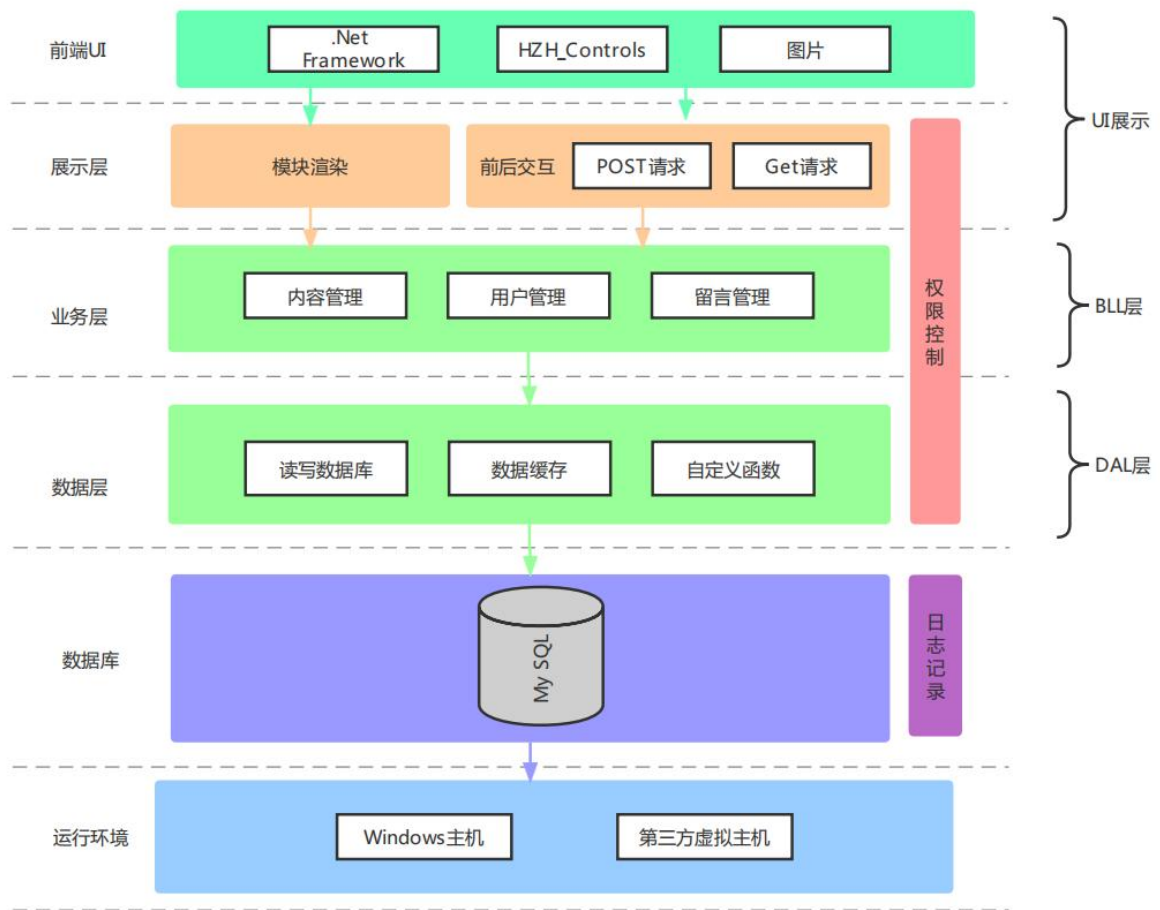 前端UI
.Net
Framework
HZH_Controls
图片
UI展示
展示层
模块渲染
前后交互
POST请求
Get请求
权限控制
业务层
内容管理
用户管理
留言管理
BLL层
数据层
读写数据库
数据缓存
自定义函数
DAL层
数据库
My SQL
日志记录
运行环境
Windows主机
第三方虚拟主机